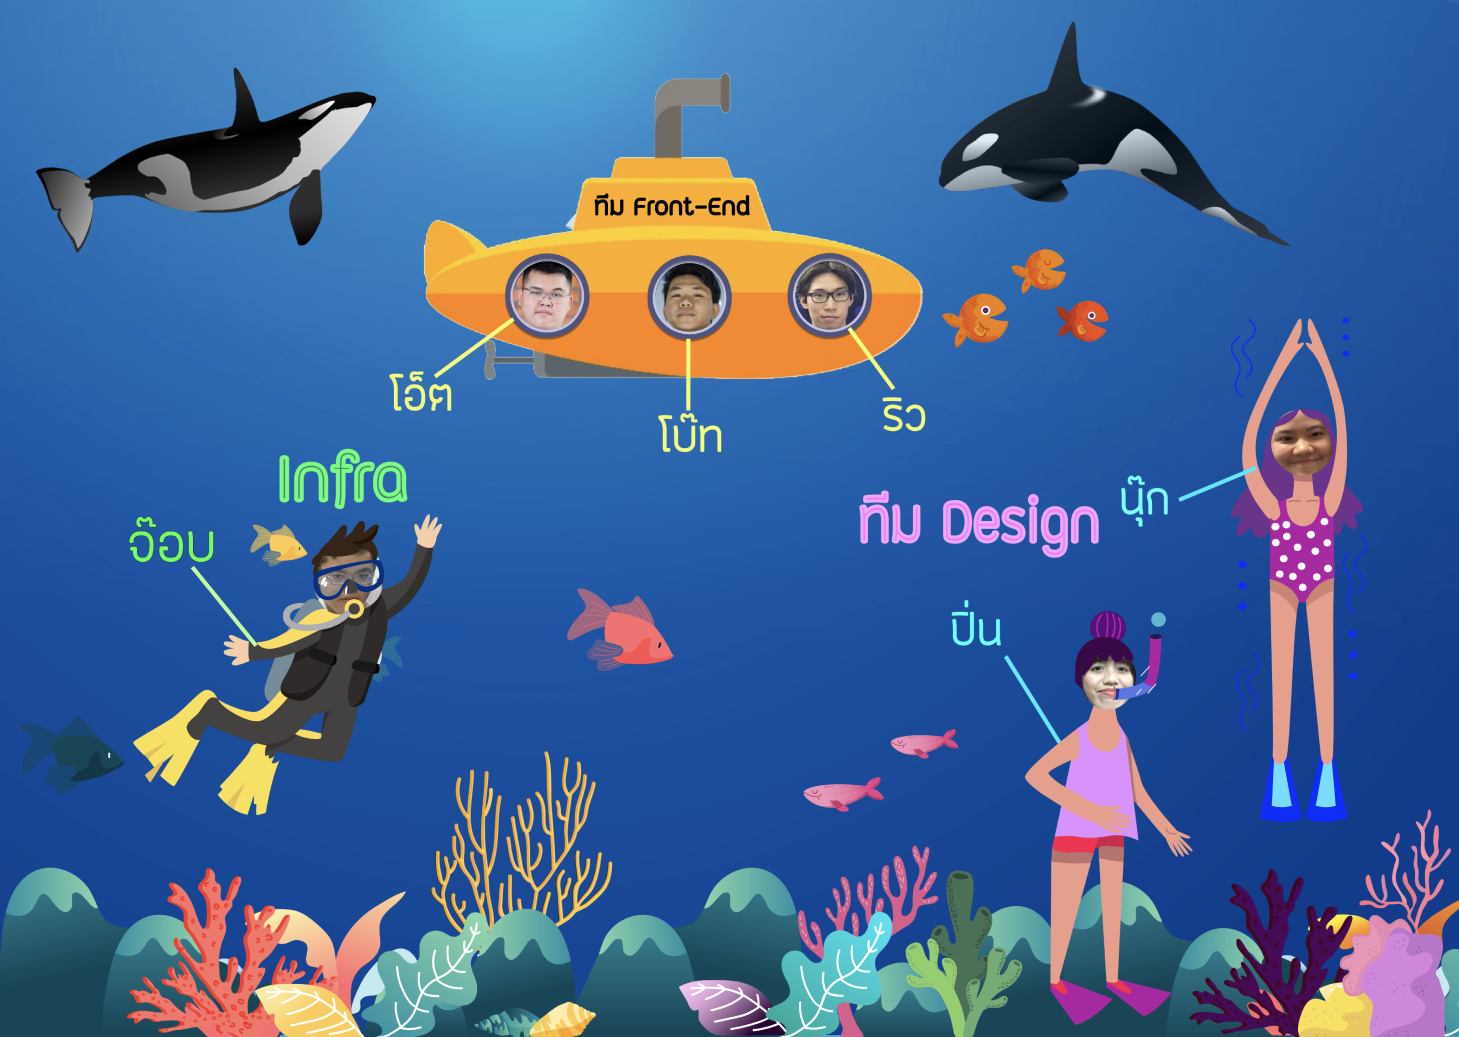 ทีม Front-End
โอ็ต
โบ๊ท
ริว
Infra
จ๊อบ
ทีม Design
นุ๊ก
ปิ่น